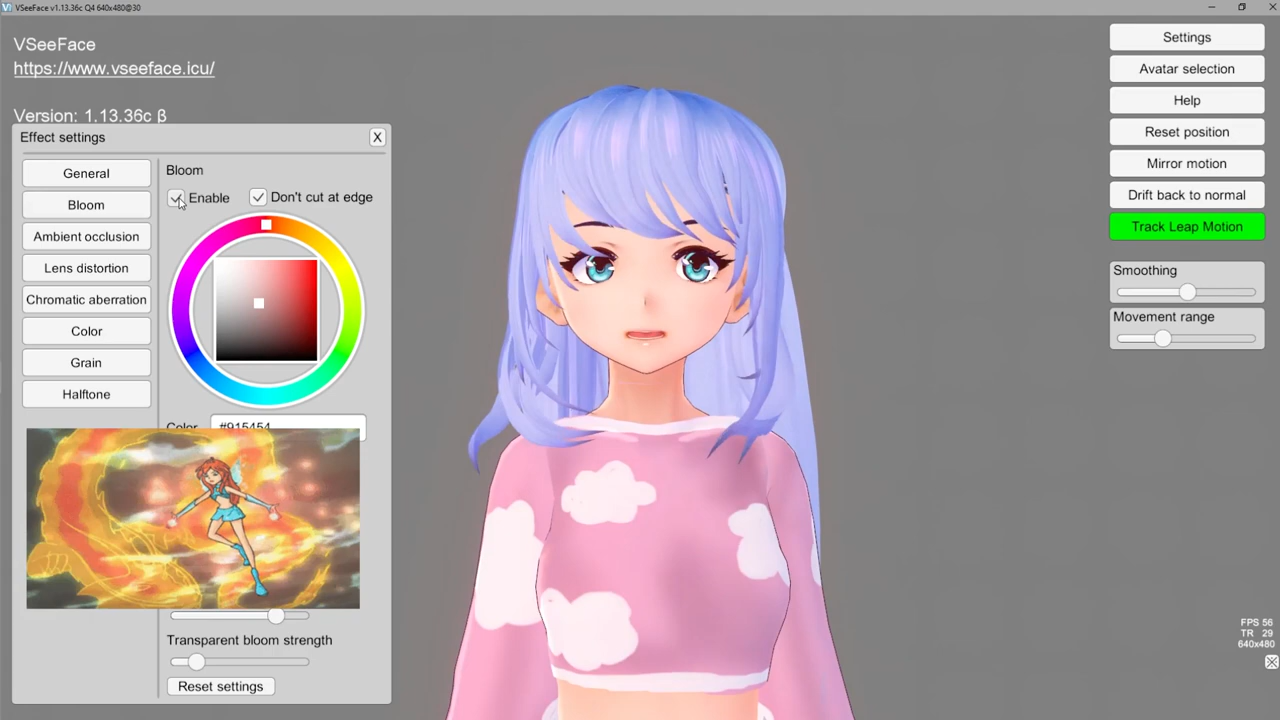 VSeeFace v1.13.36c Q4 640x480@30
VSeeFace
https://www.vseeface.icu/
Version: 1.13.36c β
Effect settings
X
General
Bloom
Ambient occlusion
Lens distortion
Chromatic aberration
Color
Grain
Halftone
Bloom
Enable
Don't cut at edge
Color
#915454
Transparent bloom strength
Reset settings
Settings
Avatar selection
Help
Reset position
Mirror motion
Drift back to normal
Track Leap Motion
Smoothing
Movement range
FPS 56
TR 29
640x480